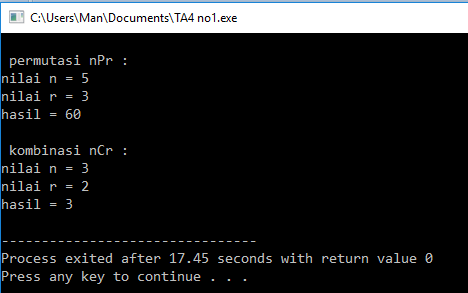 C:\Users\Man\Documents\TA4 no1.exe
permutasi nPr :
nilai n = 5
nilai r = 3
hasil = 60
kombinasi nCr :
nilai n = 3
nilai r = 2
hasil = 3
--------------------------------
Process exited after 17.45 seconds with return value 0
Press any key to continue . . .